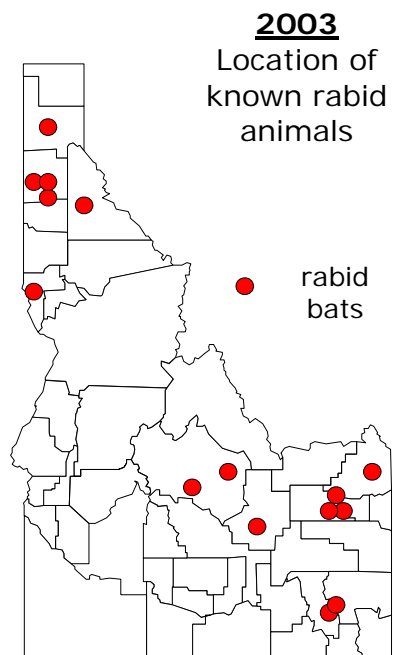 2003
Location of
known rabid
animals
rabid
bats